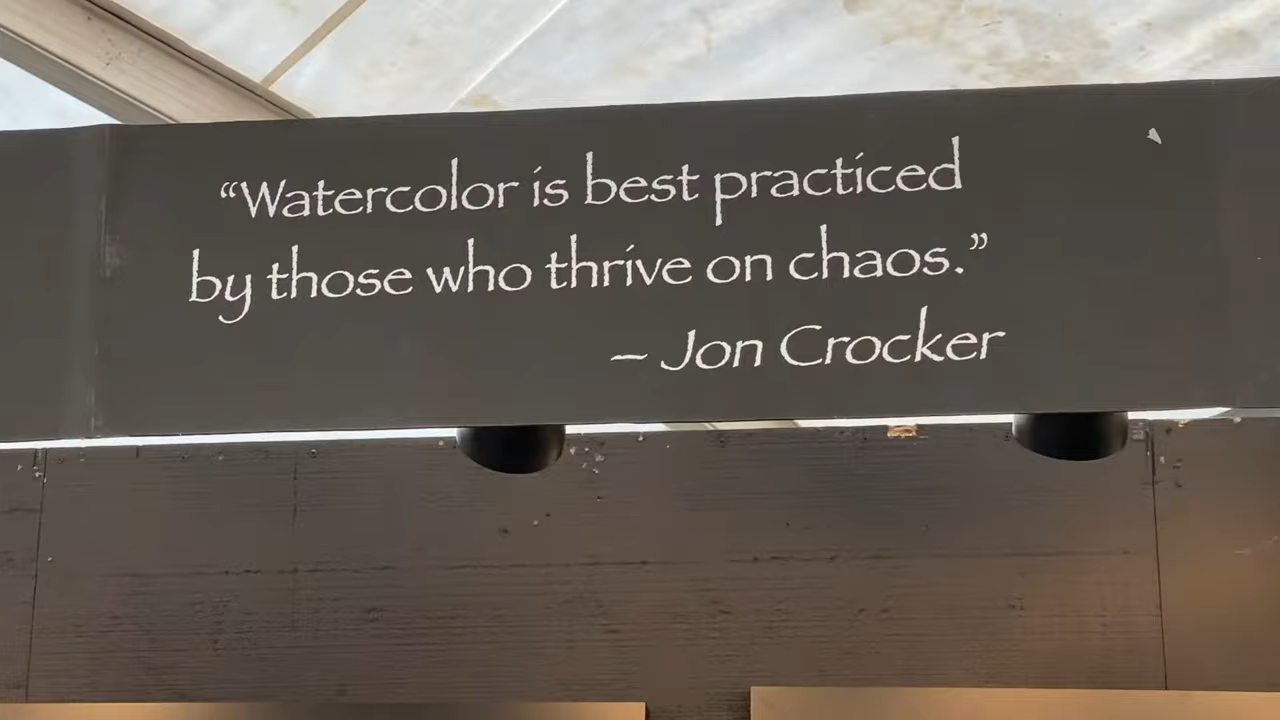 “Watercolor is best practiced
by those who thrive on chaos.”
– Jon Crocker